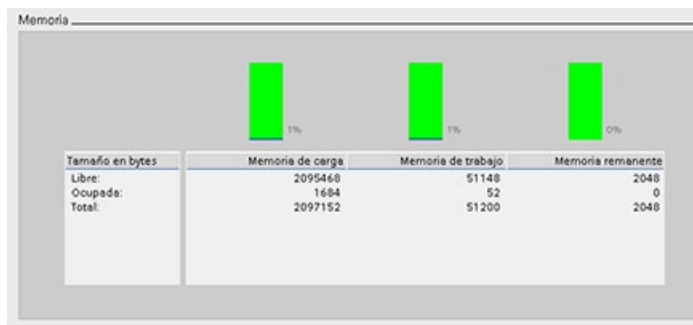 Memoria
1% 1% 0%
Tamaño en bytes Memoria de carga Memoria de trabajo Memoria remanente
Libre: 2095468 51148 2048
Ocupada: 1684 52 0
Total: 2097152 51200 2048